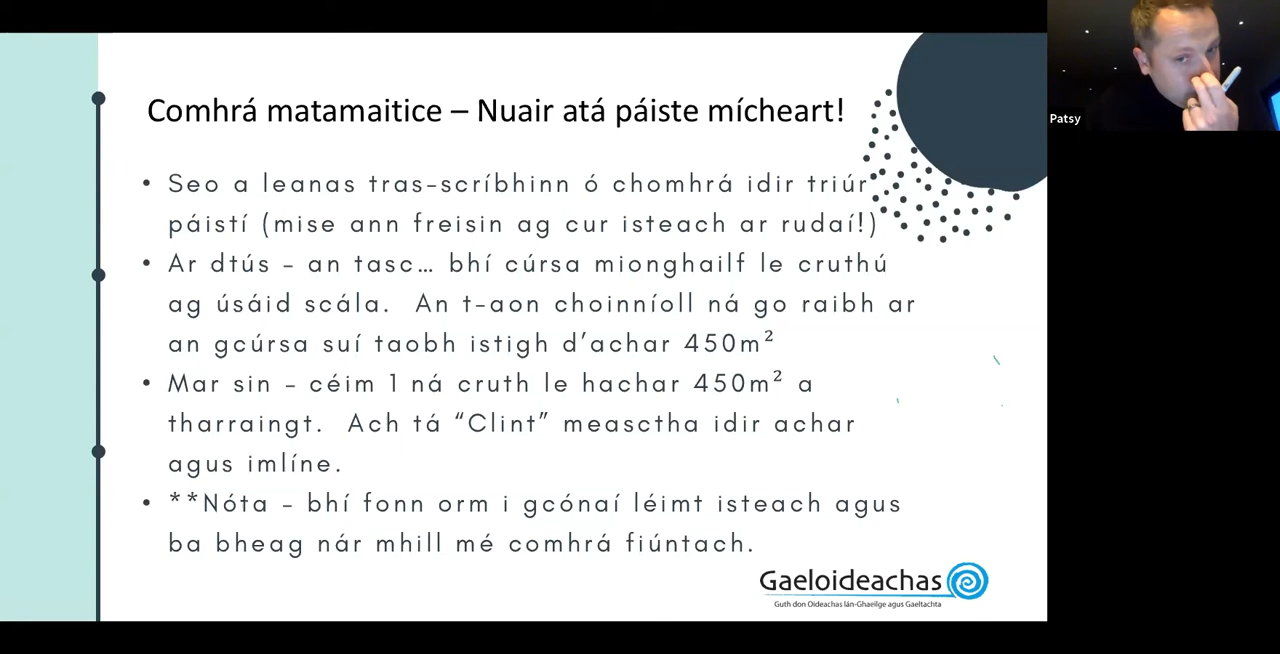 Comhrá matamaitice – Nuair atá páiste mícheart!
• Seo a leanas tras-scríbhinn ó chomhrá idir triúr
páistí (mise ann freisin ag cur isteach ar rudaí!)
• Ar dtús - an tasc… bhí cúrsa mionghailf le cruthú
ag úsáid scála. An t-aon choinníoll ná go raibh ar
an gcúrsa suí taobh istigh d’achar 450m²
• Mar sin - céim 1 ná cruth le hachar 450m² a
tharraingt. Ach tá “Clint” measctha idir achar
agus imlíne.
• **Nóta - bhí fonn orm i gcónaí léimt isteach agus
ba bheag nár mhill mé comhrá fiúntach.
Gaeloideachas
Guth don Oideachas lán-Ghaeilge agus Gaeltachta
Patsy